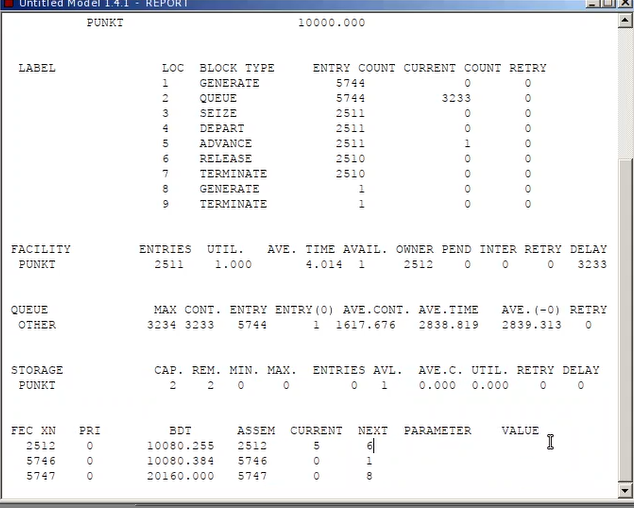 Untitled Model 1.4.1 - REPORT
PUNKT 10000.000
LABEL LOC BLOCK TYPE ENTRY COUNT CURRENT COUNT RETRY
1 GENERATE 5744 0 0
2 QUEUE 5744 3233 0
3 SEIZE 2511 0 0
4 DEPART 2511 0 0
5 ADVANCE 2511 1 0
6 RELEASE 2510 0 0
7 TERMINATE 2510 0 0
8 GENERATE 1 0 0
9 TERMINATE 1 0 0
FACILITY ENTRIES UTIL. AVE. TIME AVAIL. OWNER PEND INTER RETRY DELAY
PUNKT 2511 1.000 4.014 1 2512 0 0 0 3233
QUEUE MAX CONT. ENTRY ENTRY(0) AVE.CONT. AVE.TIME AVE.(-0) RETRY
OTHER 3234 3233 5744 1 1617.676 2838.819 2839.313 0
STORAGE CAP. REM. MIN. MAX. ENTRIES AVL. AVE.C. UTIL. RETRY DELAY
PUNKT 2 2 0 0 0 1 0.000 0.000 0 0
FEC XN PRI BDT ASSEM CURRENT NEXT PARAMETER VALUE
2512 0 10080.255 2512 5 6
5746 0 10080.384 5746 0 1
5747 0 20160.000 5747 0 8